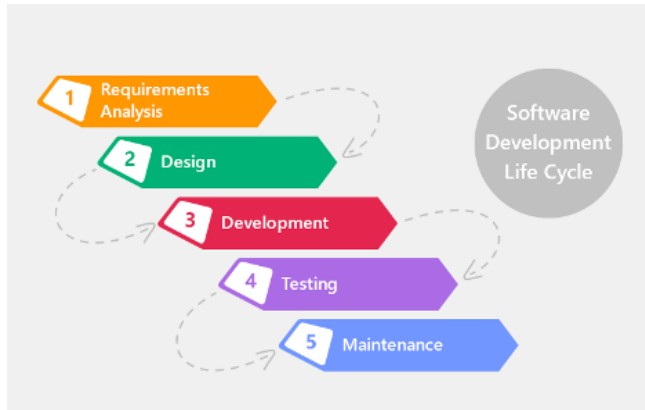 1
Requirements
Analysis
2
Design
3
Development
4
Testing
5
Maintenance
Software
Development
Life Cycle